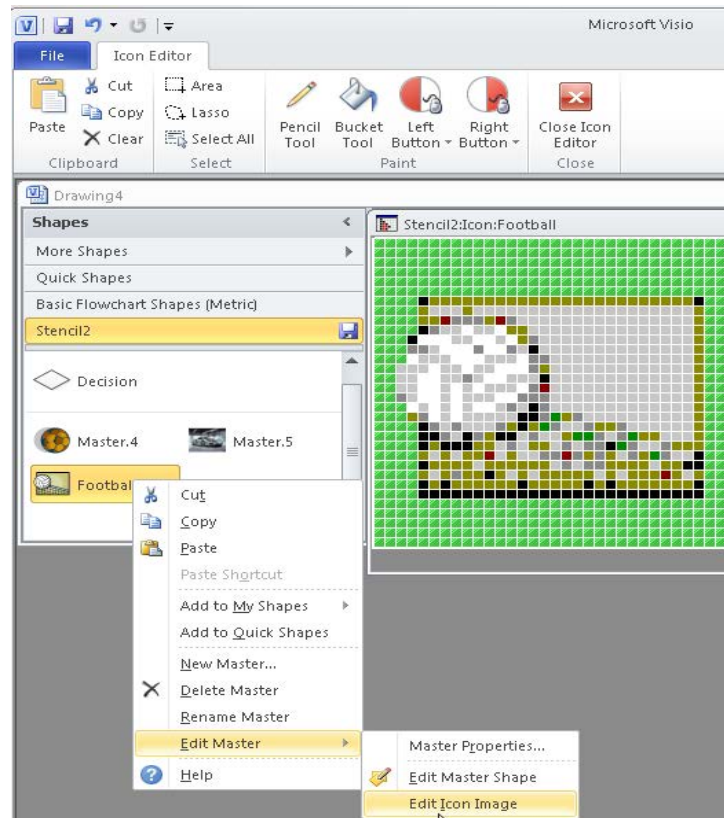 Microsoft Visio
File Icon Editor
Paste
Cut
Copy
Clear
Clipboard
Area
Lasso
Select All
Select
Pencil Tool
Bucket Tool
Left Button
Right Button
Paint
Close Icon Editor
Close
Drawing4
Shapes
More Shapes
Quick Shapes
Basic Flowchart Shapes (Metric)
Stencil2
Decision
Master.4
Master.5
Footbal
Stencil2:Icon:Football
Cut
Copy
Paste
Paste Shortcut
Add to My Shapes
Add to Quick Shapes
New Master...
Delete Master
Rename Master
Edit Master
Help
Master Properties...
Edit Master Shape
Edit Icon Image